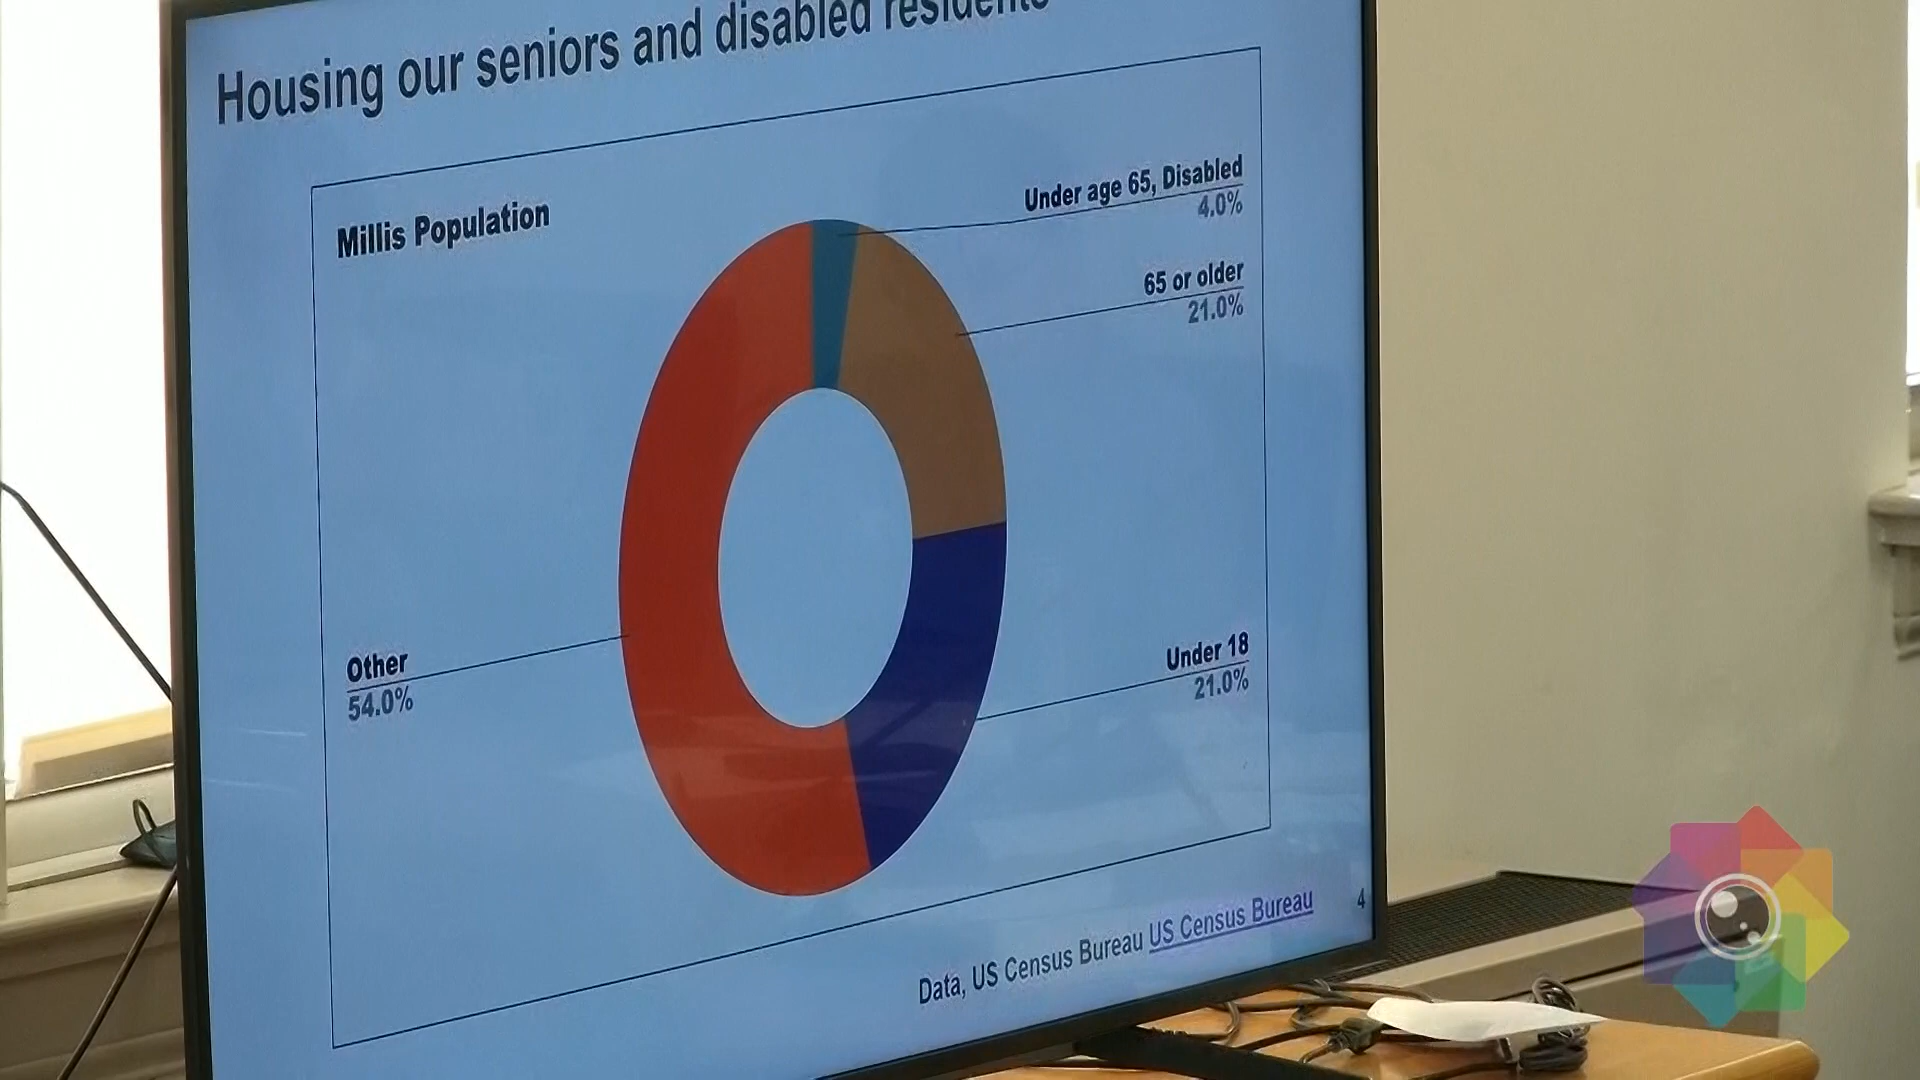 Housing our seniors and disabled residents
Millis Population
Under age 65, Disabled
4.0%
65 or older
21.0%
Other
54.0%
Under 18
21.0%
Data, US Census Bureau US Census Bureau
4